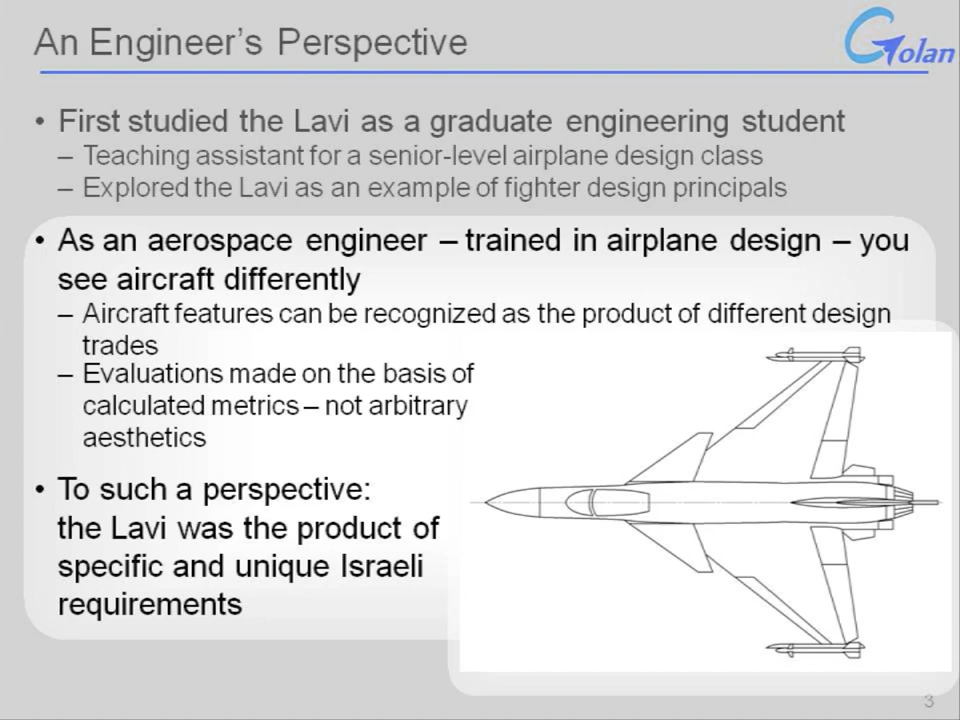 An Engineer's Perspective
Golan
• First studied the Lavi as a graduate engineering student
– Teaching assistant for a senior-level airplane design class
– Explored the Lavi as an example of fighter design principals
• As an aerospace engineer – trained in airplane design – you
see aircraft differently
– Aircraft features can be recognized as the product of different design
trades
– Evaluations made on the basis of
calculated metrics – not arbitrary
aesthetics
• To such a perspective:
the Lavi was the product of
specific and unique Israeli
requirements
3